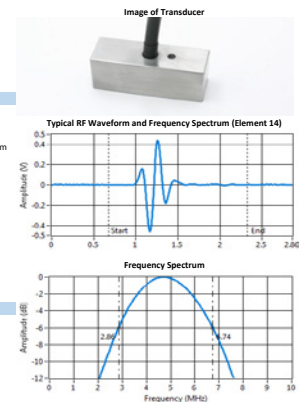 Image of Transducer
Typical RF Waveform and Frequency Spectrum (Element 14)
m
Amplitude (V)
0.5
0.4
0.2
0
-0.2
-0.4
-0.5
Start
End
0
0.5
1
1.5
2
2.5
2.86
Frequency Spectrum
Amplitude (dB)
0
-2
-4
-6
-8
-10
-12
2.86
6.74
0 1 2 3 4 5 6 7 8 9 10
Frequency (MHz)